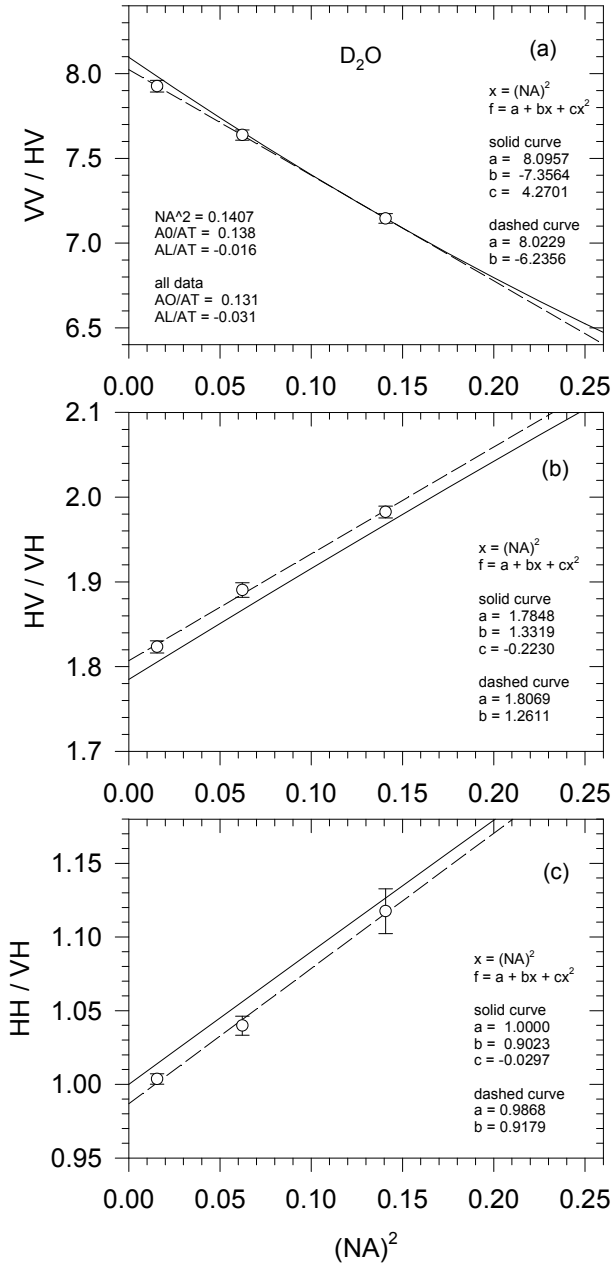 D₂O
(a)
8.0
7.5
7.0
6.5
VV / HV
x = (NA)²
f = a + bx + cx²
solid curve
a = 8.0957
b = -7.3564
c = 4.2701
dashed curve
a = 8.0229
b = -6.2356
NA^2 = 0.1407
A0/AT = 0.138
AL/AT = -0.016
all data
AO/AT = 0.131
AL/AT = -0.031
0.00 0.05 0.10 0.15 0.20 0.25
(b)
2.1
2.0
1.9
1.8
1.7
HV / VH
x = (NA)²
f = a + bx + cx²
solid curve
a = 1.7848
b = 1.3319
c = -0.2230
dashed curve
a = 1.8069
b = 1.2611
0.00 0.05 0.10 0.15 0.20 0.25
(c)
1.15
1.10
1.05
1.00
0.95
HH / VH
x = (NA)²
f = a + bx + cx²
solid curve
a = 1.0000
b = 0.9023
c = -0.0297
dashed curve
a = 0.9868
b = 0.9179
0.00 0.05 0.10 0.15 0.20 0.25
(NA)²